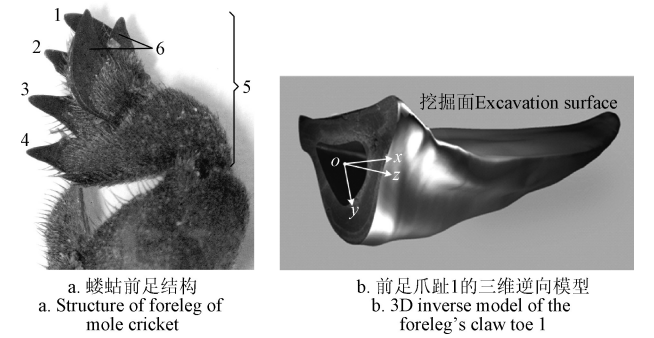 1
2
3
4
5
6
挖掘面Excavation surface
o
x
z
y
a. 蝼蛄前足结构
a. Structure of foreleg of
mole cricket
b. 前足爪趾1的三维逆向模型
b. 3D inverse model of the
foreleg's claw toe 1